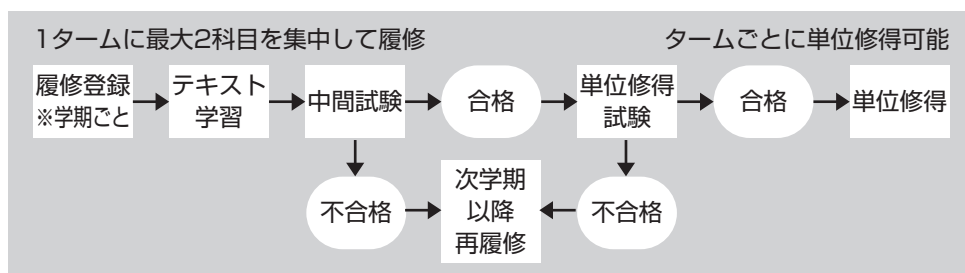 1タームに最大2科目を集中して履修
タームごとに単位修得可能
履修登録
※学期ごと
テキスト
学習
中間試験
合格
単位修得
試験
合格
単位修得
不合格
次学期
以降
再履修
不合格